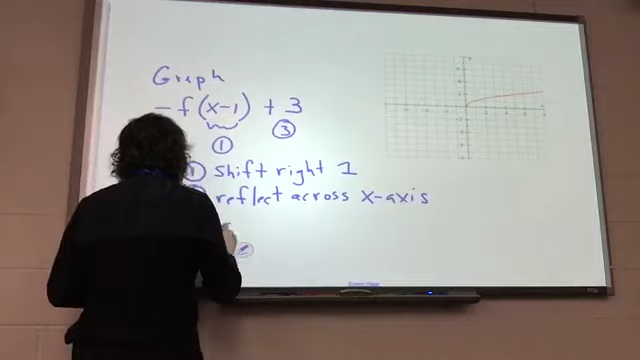 Graph
- f(x-1) + 3
① ③
① shift right 1
reflect across x-axis